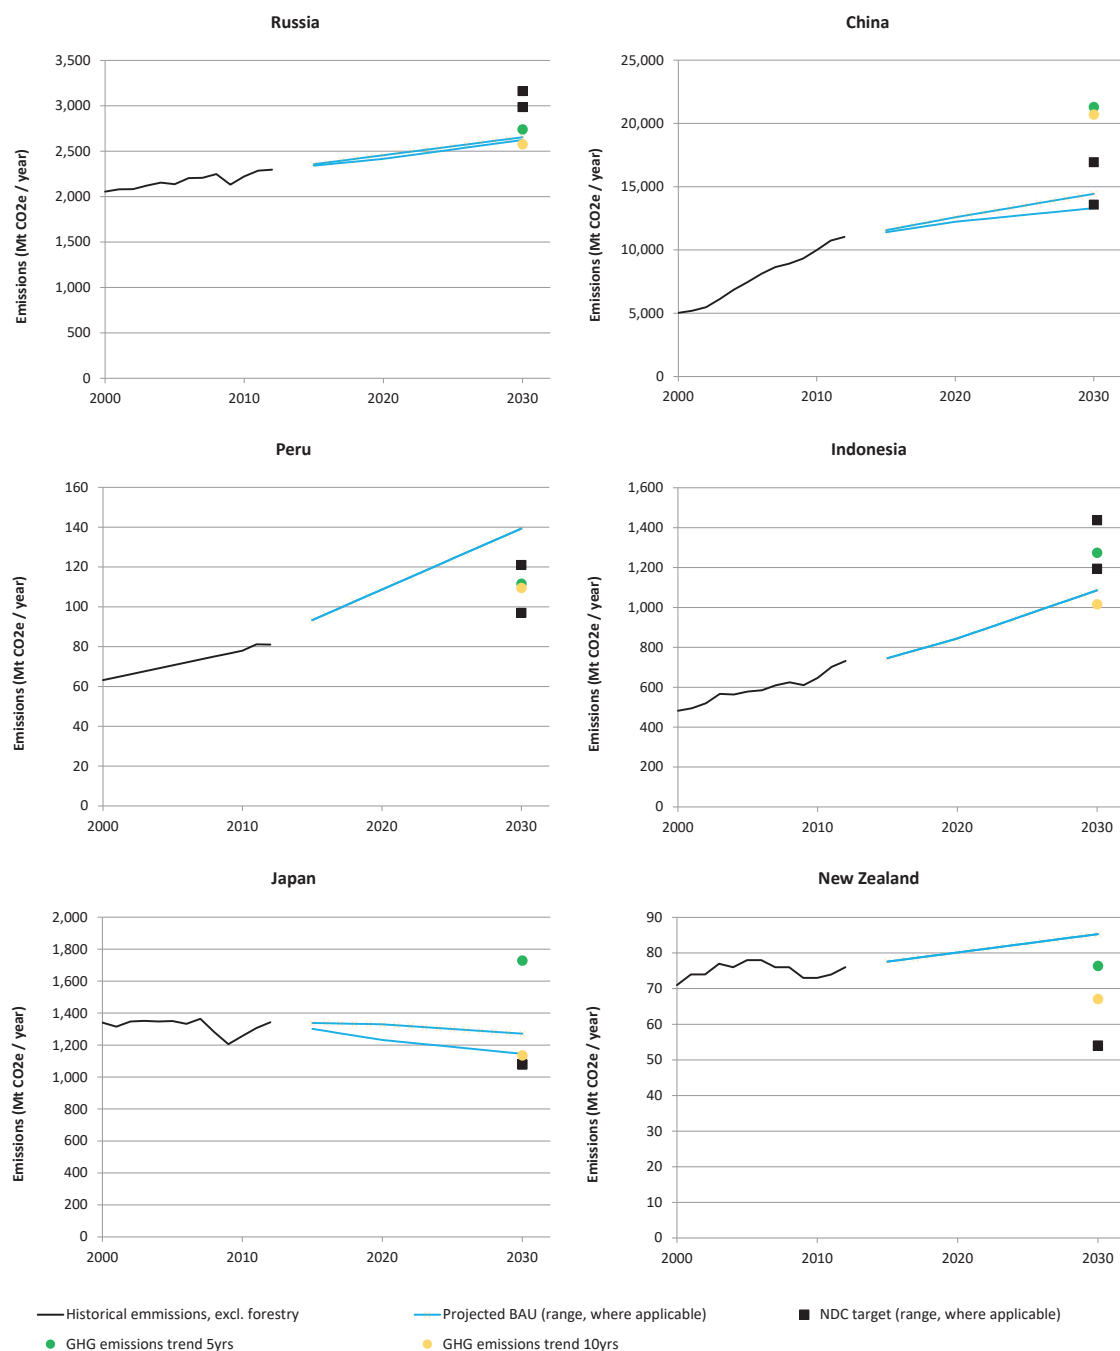 Russia
Emissions (Mt CO2e / year)
3,500
3,000
2,500
2,000
1,500
1,000
500
0
2000 2010 2020 2030
China
Emissions (Mt CO2e / year)
25,000
20,000
15,000
10,000
5,000
0
2000 2010 2020 2030
Peru
Emissions (Mt CO2e / year)
160
140
120
100
80
60
40
20
0
2000 2010 2020 2030
Indonesia
Emissions (Mt CO2e / year)
1,600
1,400
1,200
1,000
800
600
400
200
0
2000 2010 2020 2030
Japan
Emissions (Mt CO2e / year)
2,000
1,800
1,600
1,400
1,200
1,000
800
600
400
200
0
2000 2010 2020 2030
New Zealand
Emissions (Mt CO2e / year)
90
80
70
60
50
40
30
20
10
0
2000 2010 2020 2030
Historical emmissions, excl. forestry
Projected BAU (range, where applicable)
NDC target (range, where applicable)
GHG emissions trend 5yrs
GHG emissions trend 10yrs